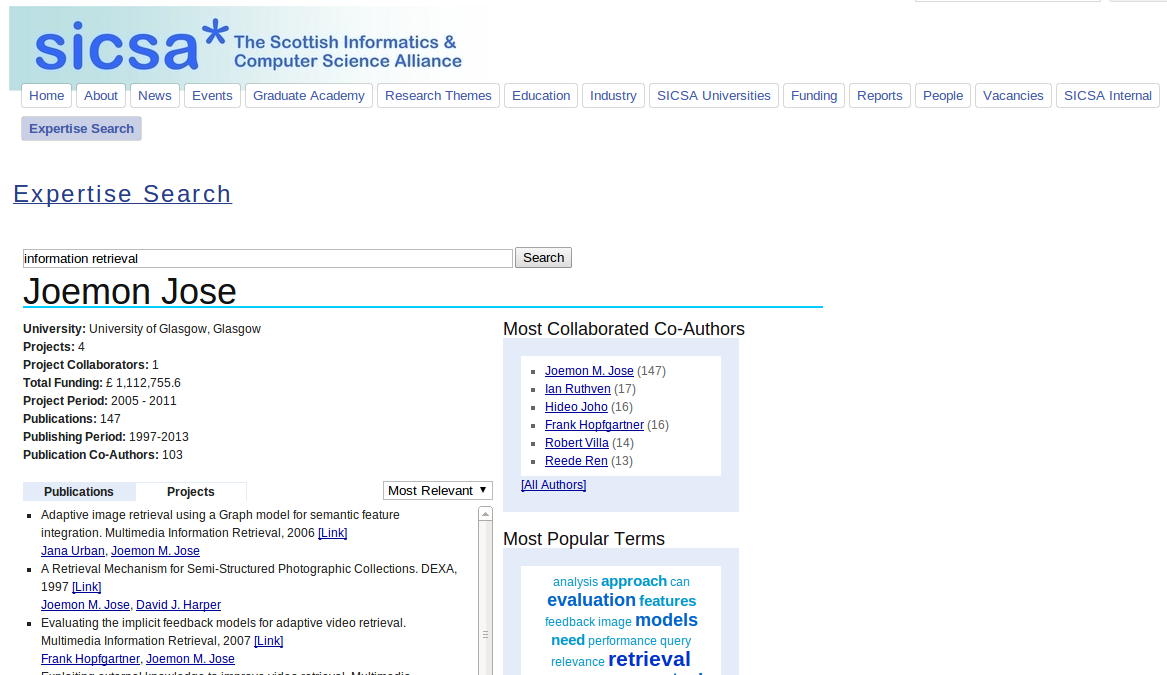 sicsa* The Scottish Informatics &
Computer Science Alliance
Home About News Events Graduate Academy Research Themes Education Industry SICSA Universities Funding Reports People Vacancies SICSA Internal
Expertise Search
Expertise Search
information retrieval Search
Joemon Jose
University: University of Glasgow, Glasgow
Projects: 4
Project Collaborators: 1
Total Funding: £ 1,112,755.6
Project Period: 2005 - 2011
Publications: 147
Publishing Period: 1997-2013
Publication Co-Authors: 103
Publications Projects Most Relevant
Adaptive image retrieval using a Graph model for semantic feature
integration. Multimedia Information Retrieval, 2006 [Link]
Jana Urban, Joemon M. Jose
A Retrieval Mechanism for Semi-Structured Photographic Collections. DEXA,
1997 [Link]
Joemon M. Jose, David J. Harper
Evaluating the implicit feedback models for adaptive video retrieval.
Multimedia Information Retrieval, 2007 [Link]
Frank Hopfgartner, Joemon M. Jose
Exploiting external knowledge to improve video retrieval. Multimedia
Most Collaborated Co-Authors
Joemon M. Jose (147)
Ian Ruthven (17)
Hideo Joho (16)
Frank Hopfgartner (16)
Robert Villa (14)
Reede Ren (13)
[All Authors]
Most Popular Terms
analysis approach can
evaluation features
feedback image models
need performance query
relevance retrieval